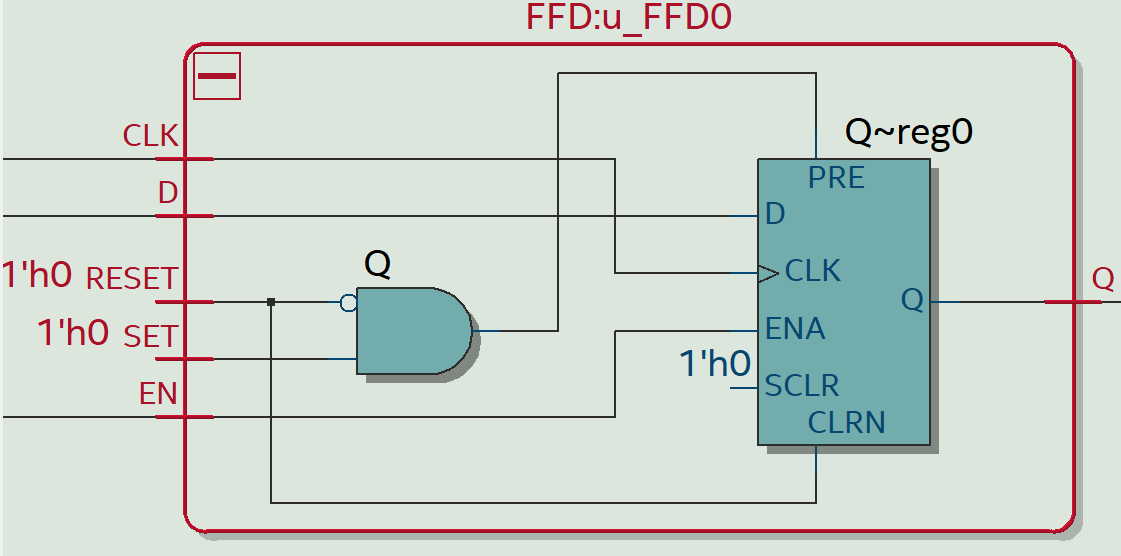 FFD:u_FFD0
CLK
Q~reg0
PRE
D
D
Q
1'h0 RESET
CLK
Q
Q
1'h0 SET
ENA
1'h0
SCLR
EN
CLRN